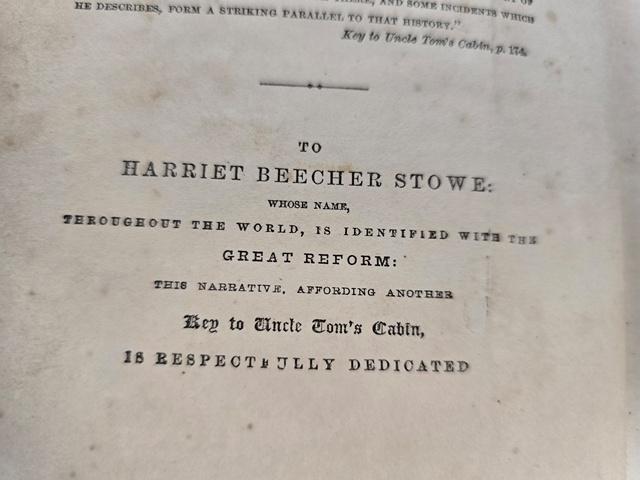 AND SOME INCIDENTS WHICH
HE DESCRIBES, FORM A STRIKING PARALLEL TO THAT HISTORY."
Key to Uncle Tom's Cabin, p. 174.
TO
HARRIET BEECHER STOWE:
WHOSE NAME,
THROUGHOUT THE WORLD, IS IDENTIFIED WITH THE
GREAT REFORM:
THIS NARRATIVE, AFFORDING ANOTHER
Key to Uncle Tom's Cabin,
IS RESPECTFULLY DEDICATED